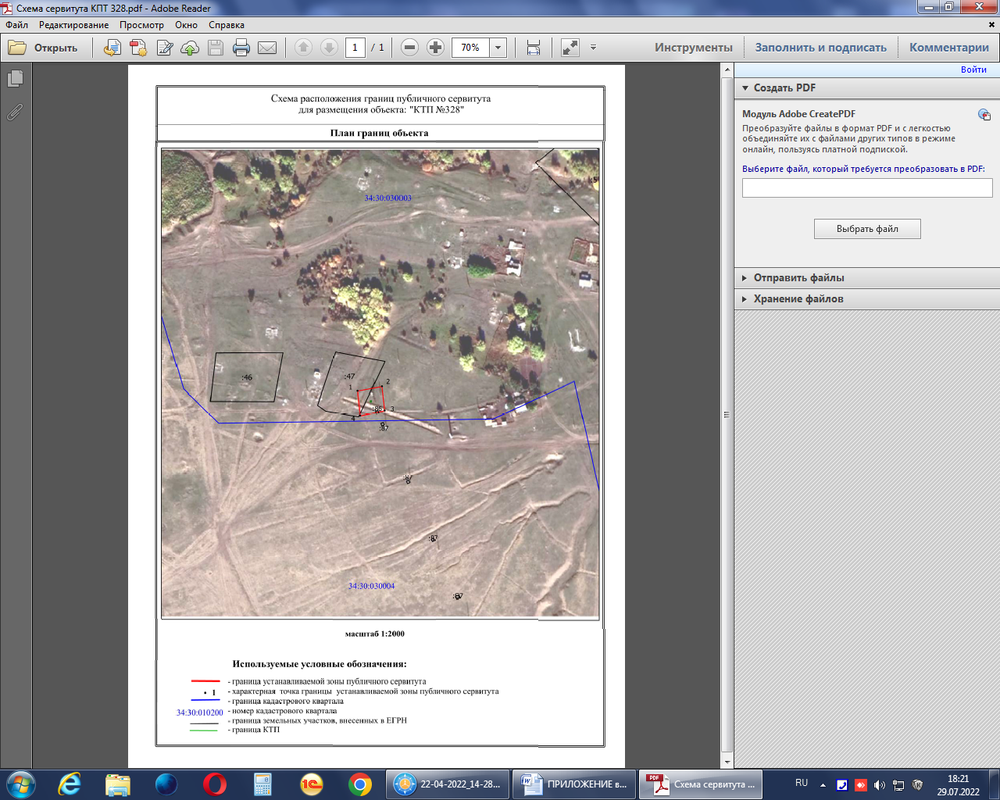 Схема сервитута КПТ 328.pdf - Adobe Reader
Файл Редактирование Просмотр Окно Справка
Открыть 1 / 1 70% Инструменты Заполнить и подписать Комментарии
Войти
Создать PDF
Модуль Adobe CreatePDF
Преобразуйте файлы в формат PDF и с легкостью
объединяйте их с файлами других типов в режиме
онлайн, пользуясь платной подпиской.
Выберите файл, который требуется преобразовать в PDF:
Выбрать файл
Отправить файлы
Хранение файлов
Схема расположения границ публичного сервитута
для размещения объекта: "КТП №328"
План границ объекта
:5
34:30:030003
:46
:47
1
2
:86
3
4
:87
:87
:87
34:30:030004
:87
масштаб 1:2000
Используемые условные обозначения:
- граница устанавливаемой зоны публичного сервитута
• 1 - характерная точка границы устанавливаемой зоны публичного сервитута
- граница кадастрового квартала
34:30:010200 - номер кадастрового квартала
- граница земельных участков, внесенных в ЕГРН
- граница КТП
22-04-2022_14-28... ПРИЛОЖЕНИЕ в... Схема сервитута ... RU 18:21
29.07.2022